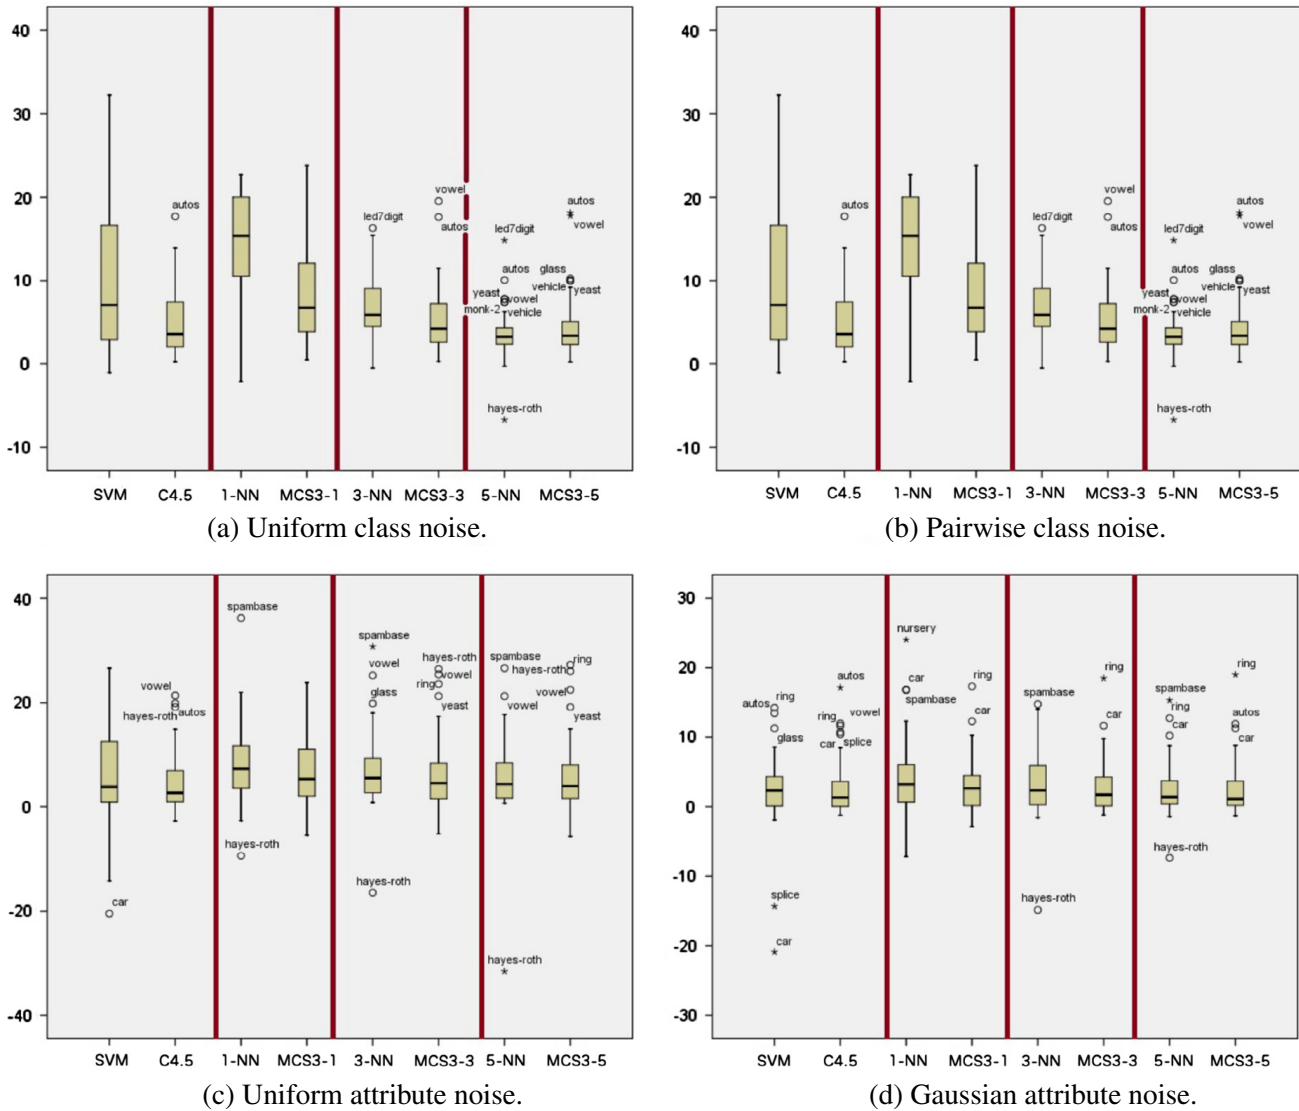 40
30
20
10
0
-10
autos
led7digit
vowel
autos
led7digit
autos
yeast
vowel
monk-2
vehicle
hayes-roth
autos
vowel
glass
vehicle
yeast
SVM C4.5 1-NN MCS3-1 3-NN MCS3-3 5-NN MCS3-5
(a) Uniform class noise.
40
30
20
10
0
-10
autos
led7digit
vowel
autos
led7digit
autos
yeast
vowel
monk-2
vehicle
hayes-roth
autos
vowel
glass
vehicle
yeast
SVM C4.5 1-NN MCS3-1 3-NN MCS3-3 5-NN MCS3-5
(b) Pairwise class noise.
40
20
0
-20
-40
car
vowel
hayes-roth
autos
spambase
hayes-roth
spambase
vowel
glass
hayes-roth
hayes-roth
vowel
ring
yeast
spambase
vowel
hayes-roth
ring
hayes-roth
vowel
yeast
SVM C4.5 1-NN MCS3-1 3-NN MCS3-3 5-NN MCS3-5
(c) Uniform attribute noise.
30
20
10
0
-10
-20
-30
ring
autos
glass
splice
car
autos
ring
vowel
car
splice
nursery
car
spambase
ring
car
spambase
hayes-roth
ring
car
spambase
ring
car
hayes-roth
ring
autos
car
SVM C4.5 1-NN MCS3-1 3-NN MCS3-3 5-NN MCS3-5
(d) Gaussian attribute noise.